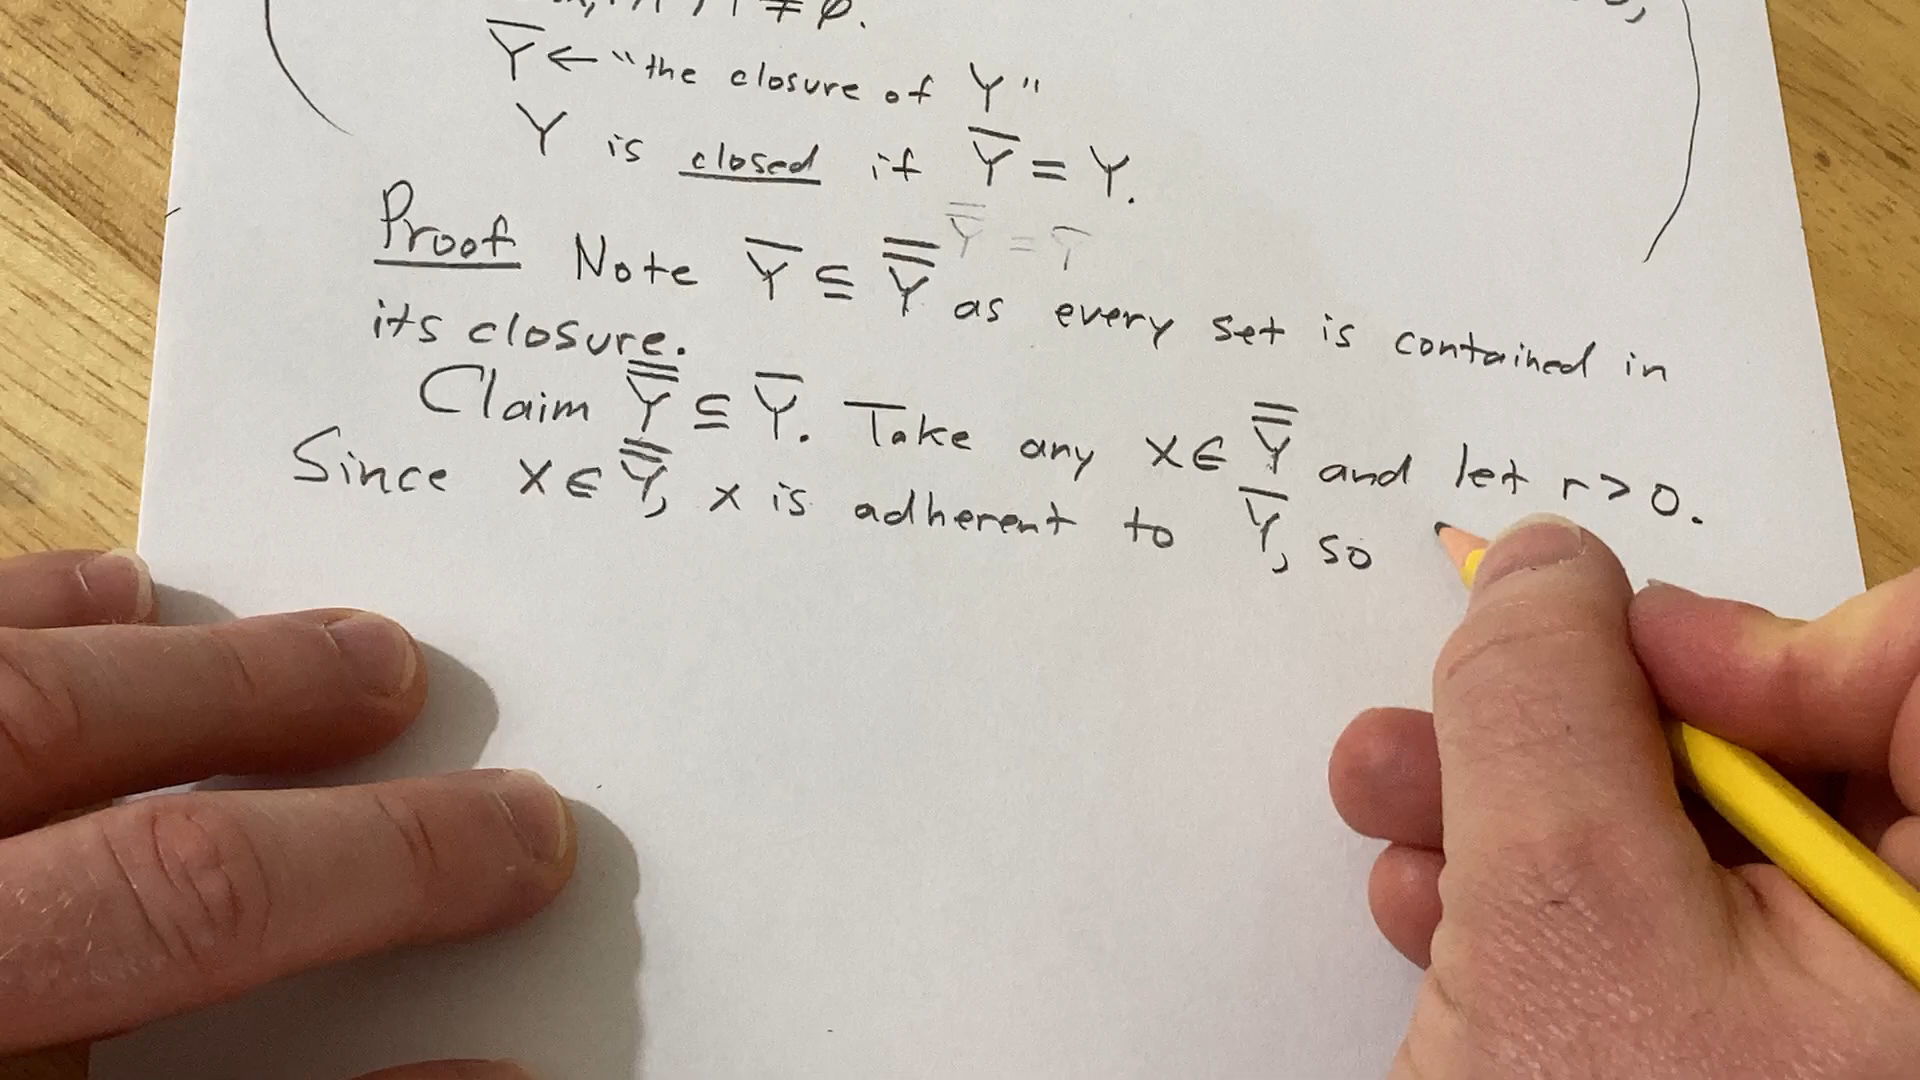 ≠ ∅.
Y̅ ← "the closure of Y"
Y is closed if Y̅ = Y.
Y̿ = Y̅
Proof Note Y̅ ⊆ Y̿ as every set is contained in
its closure.
Claim Y̿ ⊆ Y̅. Take any x ∈ Y̿ and let r > 0.
Since x ∈ Y̿, x is adherent to Y̅, so